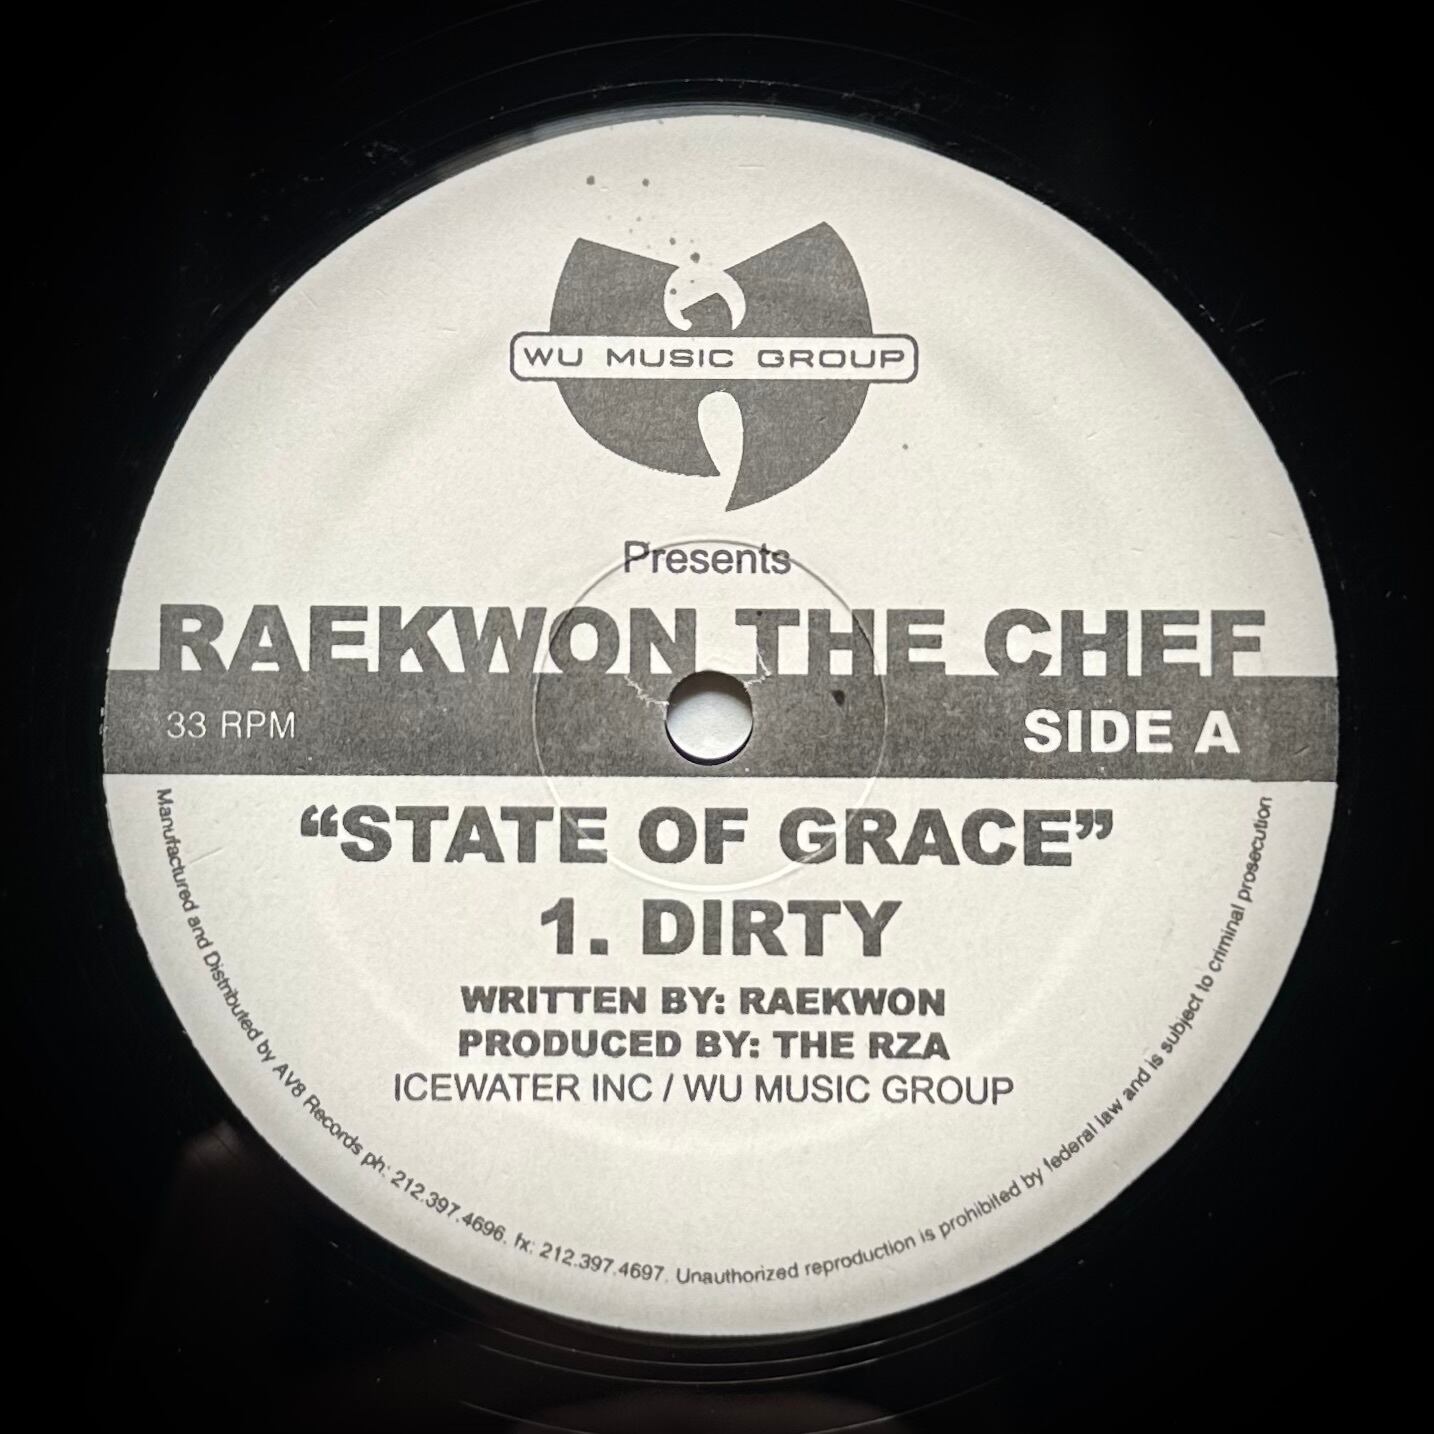 WU MUSIC GROUP
Presents
RAEKWON THE CHEF
33 RPM
SIDE A
“STATE OF GRACE”
1. DIRTY
WRITTEN BY: RAEKWON
PRODUCED BY: THE RZA
ICEWATER INC / WU MUSIC GROUP
Manufactured and Distributed by AV8 Records ph: 212.397.4696. fx: 212.397.4697. Unauthorized reproduction is prohibited by federal law and is subject to criminal prosecution